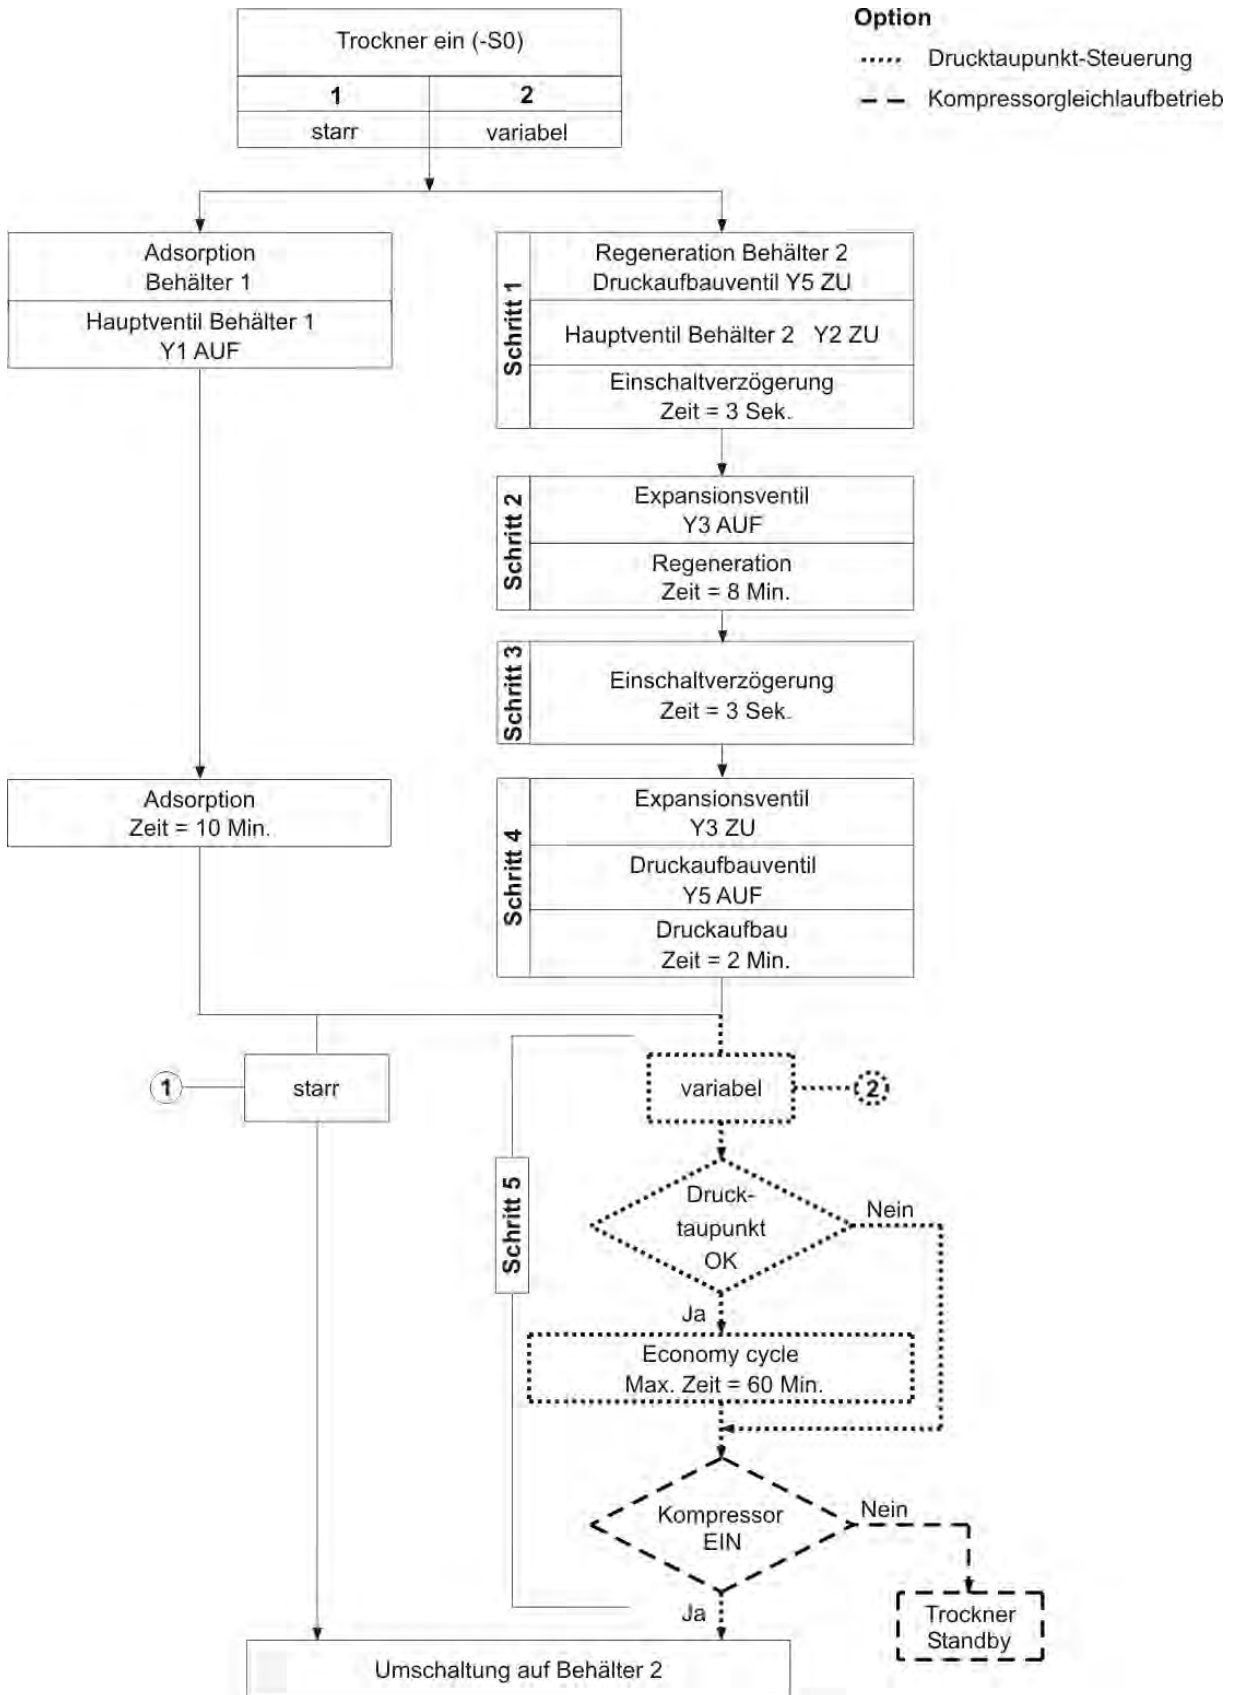 Trockner ein (-S0)
1
2
starr
variabel
Option
Drucktaupunkt-Steuerung
Kompressorgleichlaufbetrieb
Adsorption
Behälter 1
Hauptventil Behälter 1
Y1 AUF
Schritt 1
Regeneration Behälter 2
Druckaufbauventil Y5 ZU
Hauptventil Behälter 2 Y2 ZU
Einschaltverzögerung
Zeit = 3 Sek.
Schritt 2
Expansionsventil
Y3 AUF
Regeneration
Zeit = 8 Min.
Schritt 3
Einschaltverzögerung
Zeit = 3 Sek.
Adsorption
Zeit = 10 Min.
Schritt 4
Expansionsventil
Y3 ZU
Druckaufbauventil
Y5 AUF
Druckaufbau
Zeit = 2 Min.
1
starr
variabel
2
Schritt 5
Druck-
taupunkt
OK
Nein
Ja
Economy cycle
Max. Zeit = 60 Min.
Kompressor
EIN
Nein
Ja
Trockner
Standby
Umschaltung auf Behälter 2